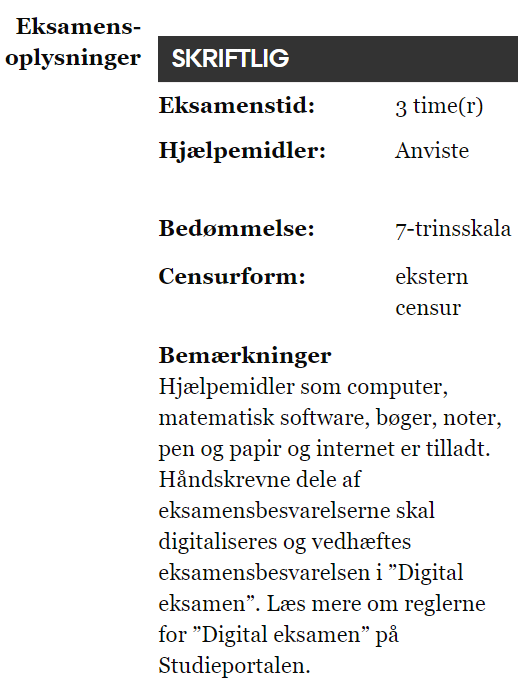 Eksamens-
oplysninger
SKRIFTLIG
Eksamenstid: 3 time(r)
Hjælpemidler: Anviste
Bedømmelse: 7-trinsskala
Censurform: ekstern
censur
Bemærkninger
Hjælpemidler som computer,
matematisk software, bøger, noter,
pen og papir og internet er tilladt.
Håndskrevne dele af
eksamensbesvarelserne skal
digitaliseres og vedhæftes
eksamensbesvarelsen i ”Digital
eksamen”. Læs mere om reglerne
for ”Digital eksamen” på
Studieportalen.